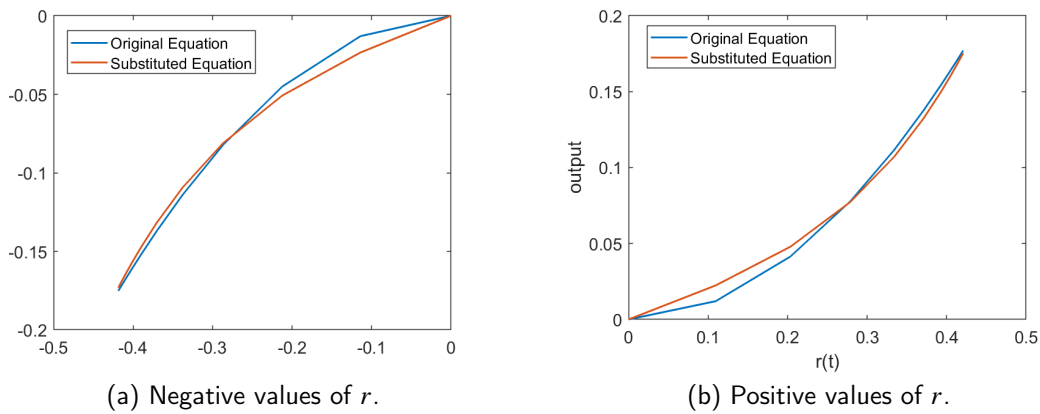 0
-0.05
-0.1
-0.15
-0.2
Original Equation
Substituted Equation
-0.5 -0.4 -0.3 -0.2 -0.1 0
(a) Negative values of r.
0.2
0.15
0.1
0.05
0
output
Original Equation
Substituted Equation
0 0.1 0.2 0.3 0.4 0.5
r(t)
(b) Positive values of r.